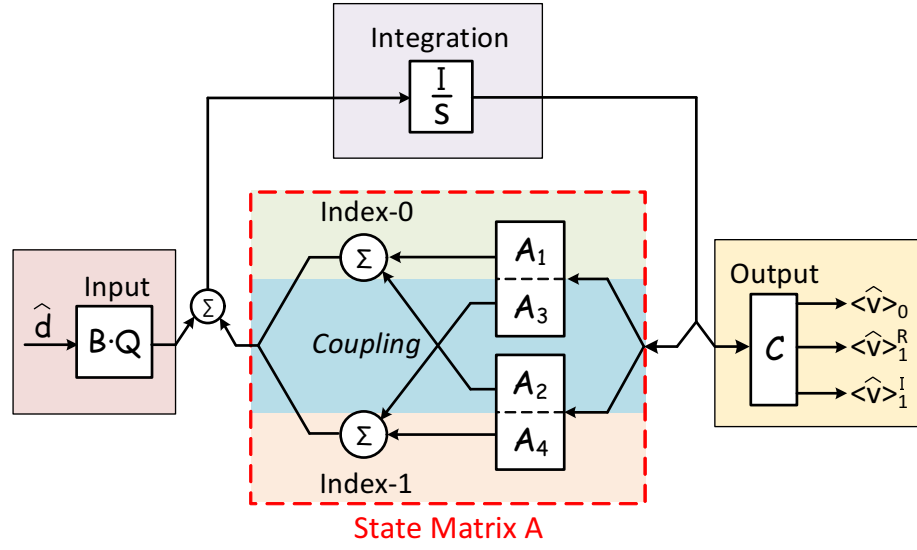 Integration
I
S
Index-0
Σ
A₁
A₃
Input
d̂
B·Q
Σ
Coupling
A₂
A₄
Σ
Index-1
State Matrix A
Output
C
<v̂>₀
<v̂>₁ᴿ
<v̂>₁ᴵ